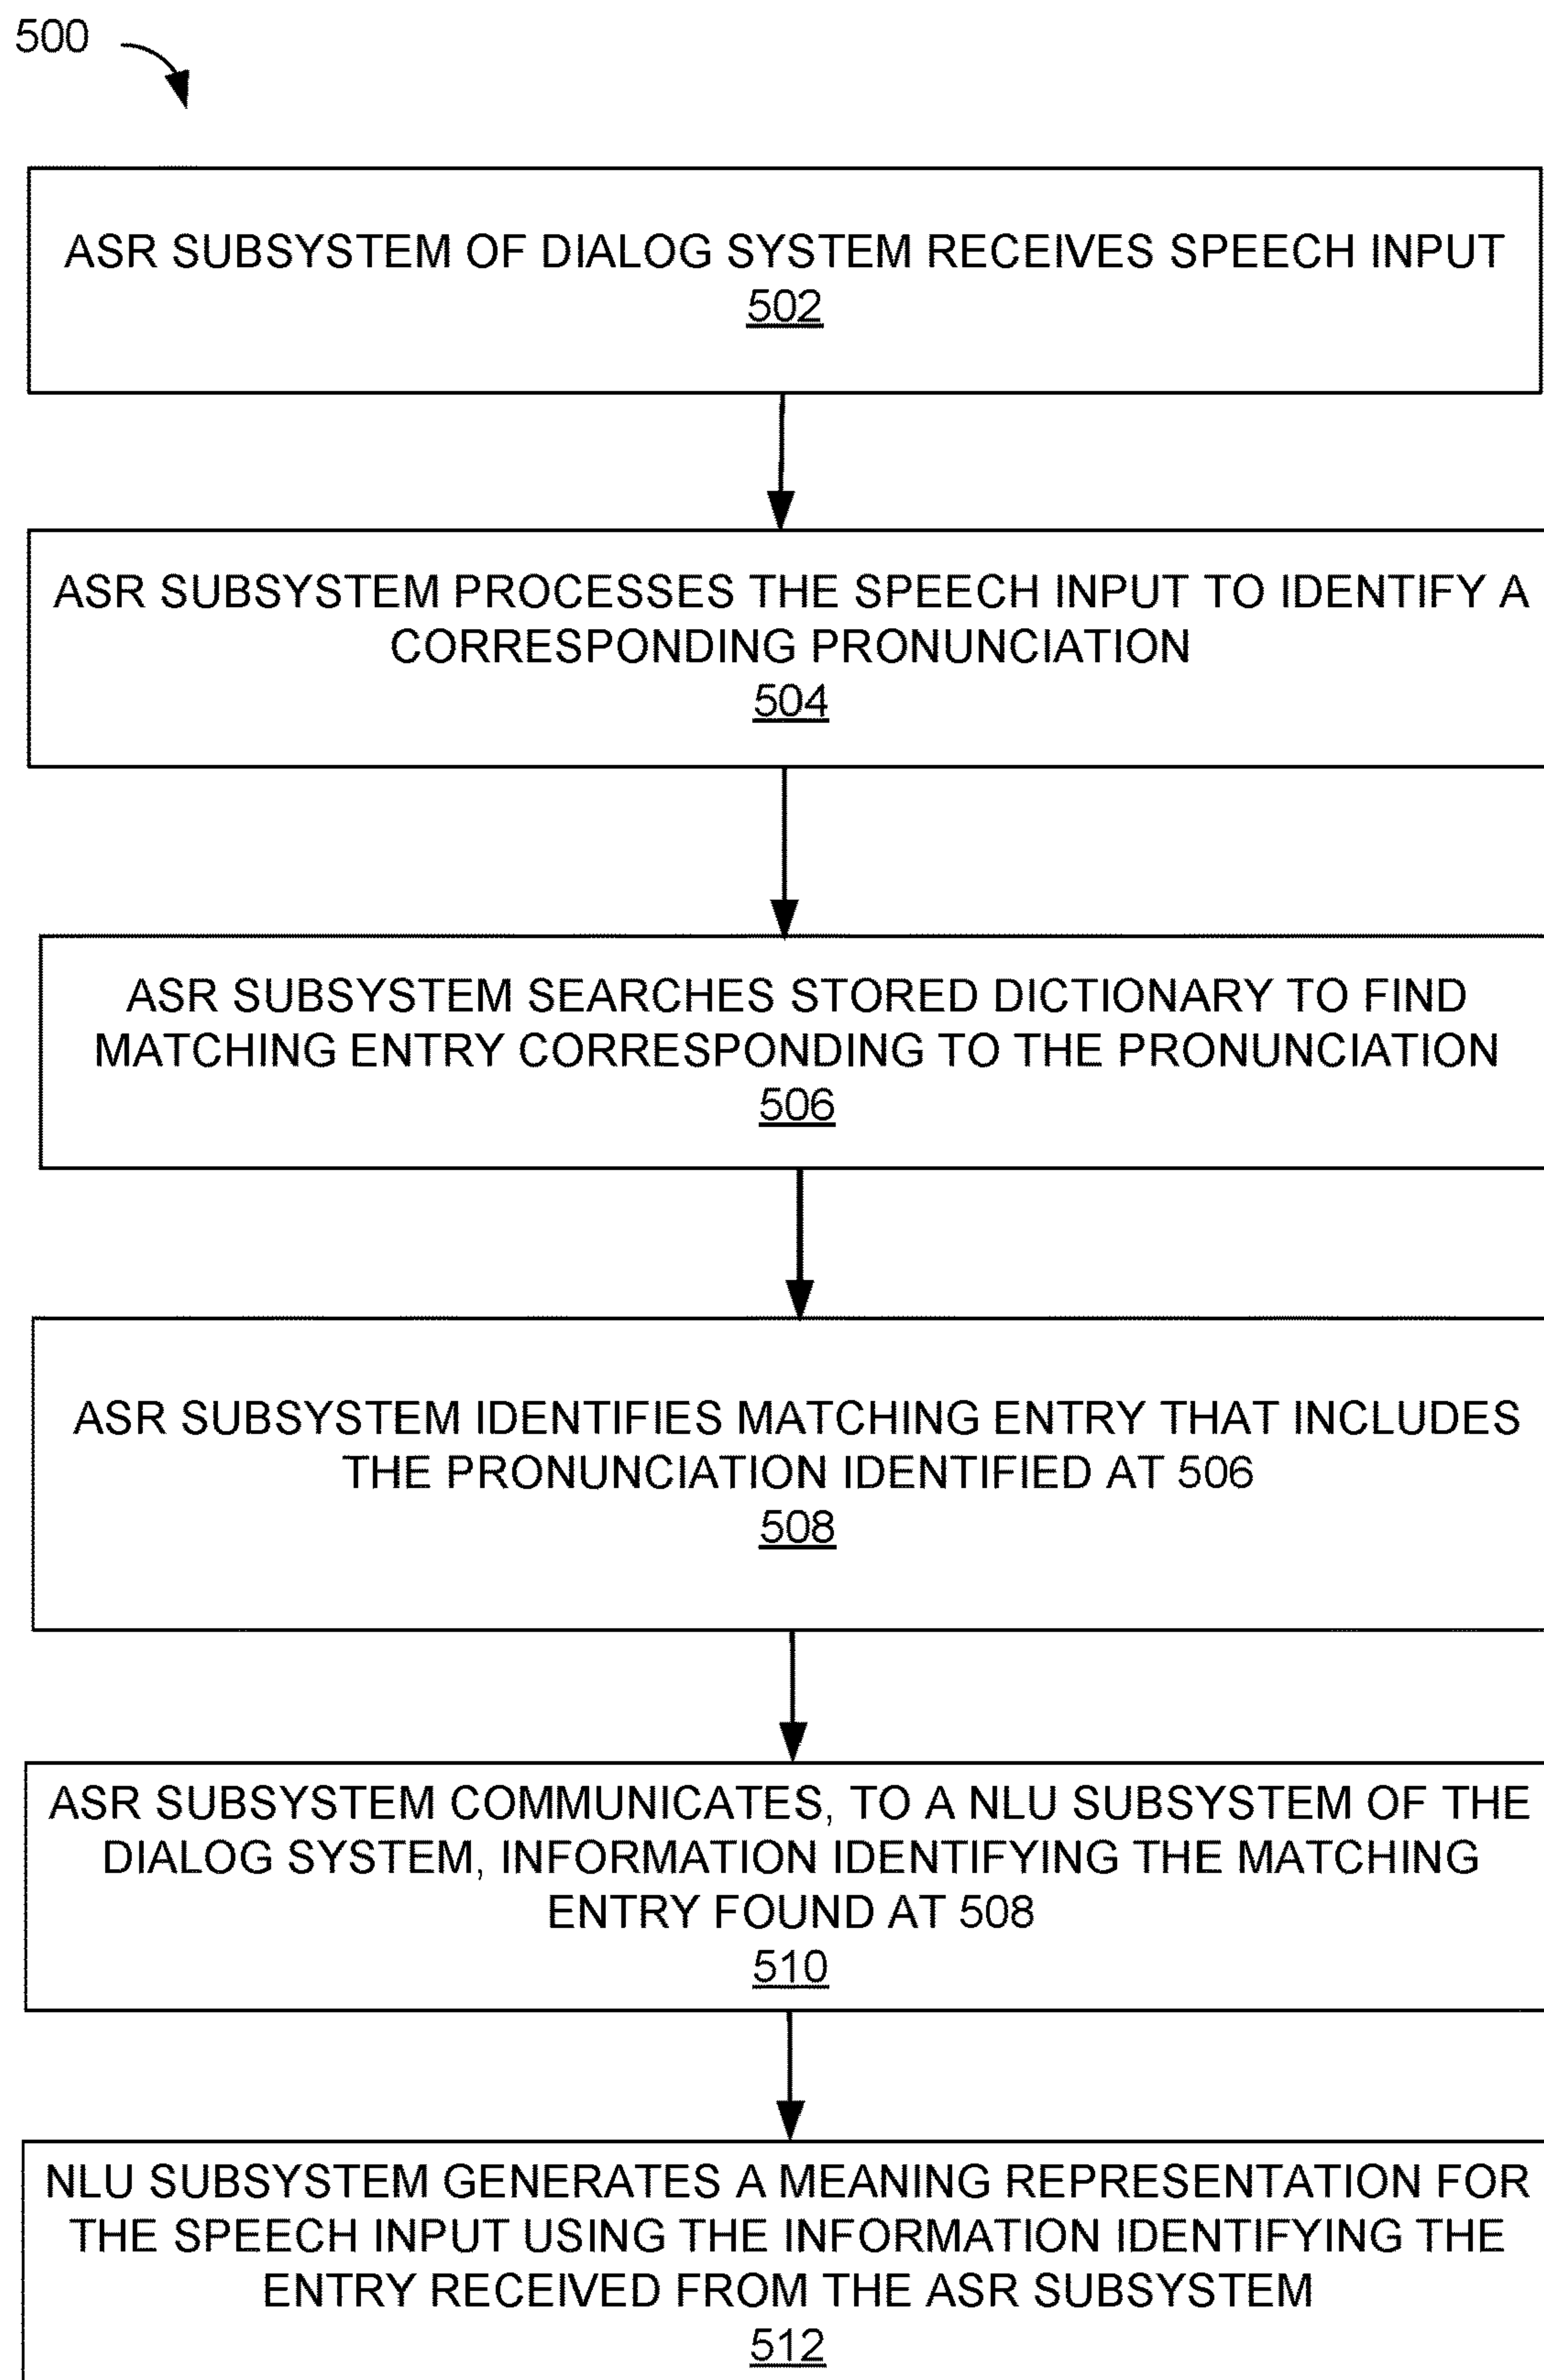 500
ASR SUBSYSTEM OF DIALOG SYSTEM RECEIVES SPEECH INPUT
502
ASR SUBSYSTEM PROCESSES THE SPEECH INPUT TO IDENTIFY A
CORRESPONDING PRONUNCIATION
504
ASR SUBSYSTEM SEARCHES STORED DICTIONARY TO FIND
MATCHING ENTRY CORRESPONDING TO THE PRONUNCIATION
506
ASR SUBSYSTEM IDENTIFIES MATCHING ENTRY THAT INCLUDES
THE PRONUNCIATION IDENTIFIED AT 506
508
ASR SUBSYSTEM COMMUNICATES, TO A NLU SUBSYSTEM OF THE
DIALOG SYSTEM, INFORMATION IDENTIFYING THE MATCHING
ENTRY FOUND AT 508
510
NLU SUBSYSTEM GENERATES A MEANING REPRESENTATION FOR
THE SPEECH INPUT USING THE INFORMATION IDENTIFYING THE
ENTRY RECEIVED FROM THE ASR SUBSYSTEM
512